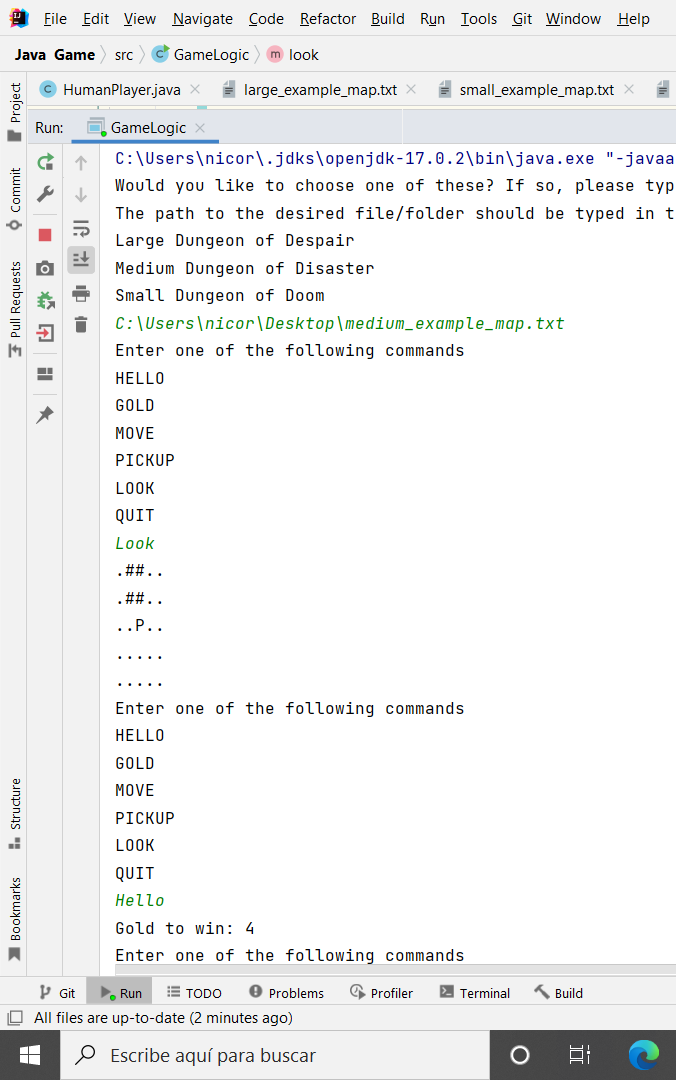 File Edit View Navigate Code Refactor Build Run Tools Git Window Help
Java Game src GameLogic look
HumanPlayer.java large_example_map.txt small_example_map.txt
Run: GameLogic
Project
Commit
Pull Requests
Structure
Bookmarks
C:\Users\nicor\.jdks\openjdk-17.0.2\bin\java.exe "-javaa
Would you like to choose one of these? If so, please typ
The path to the desired file/folder should be typed in t
Large Dungeon of Despair
Medium Dungeon of Disaster
Small Dungeon of Doom
C:\Users\nicor\Desktop\medium_example_map.txt
Enter one of the following commands
HELLO
GOLD
MOVE
PICKUP
LOOK
QUIT
Look
.##..
.##..
..P..
.....
.....
Enter one of the following commands
HELLO
GOLD
MOVE
PICKUP
LOOK
QUIT
Hello
Gold to win: 4
Enter one of the following commands
Git Run TODO Problems Profiler Terminal Build
All files are up-to-date (2 minutes ago)
Escribe aquí para buscar